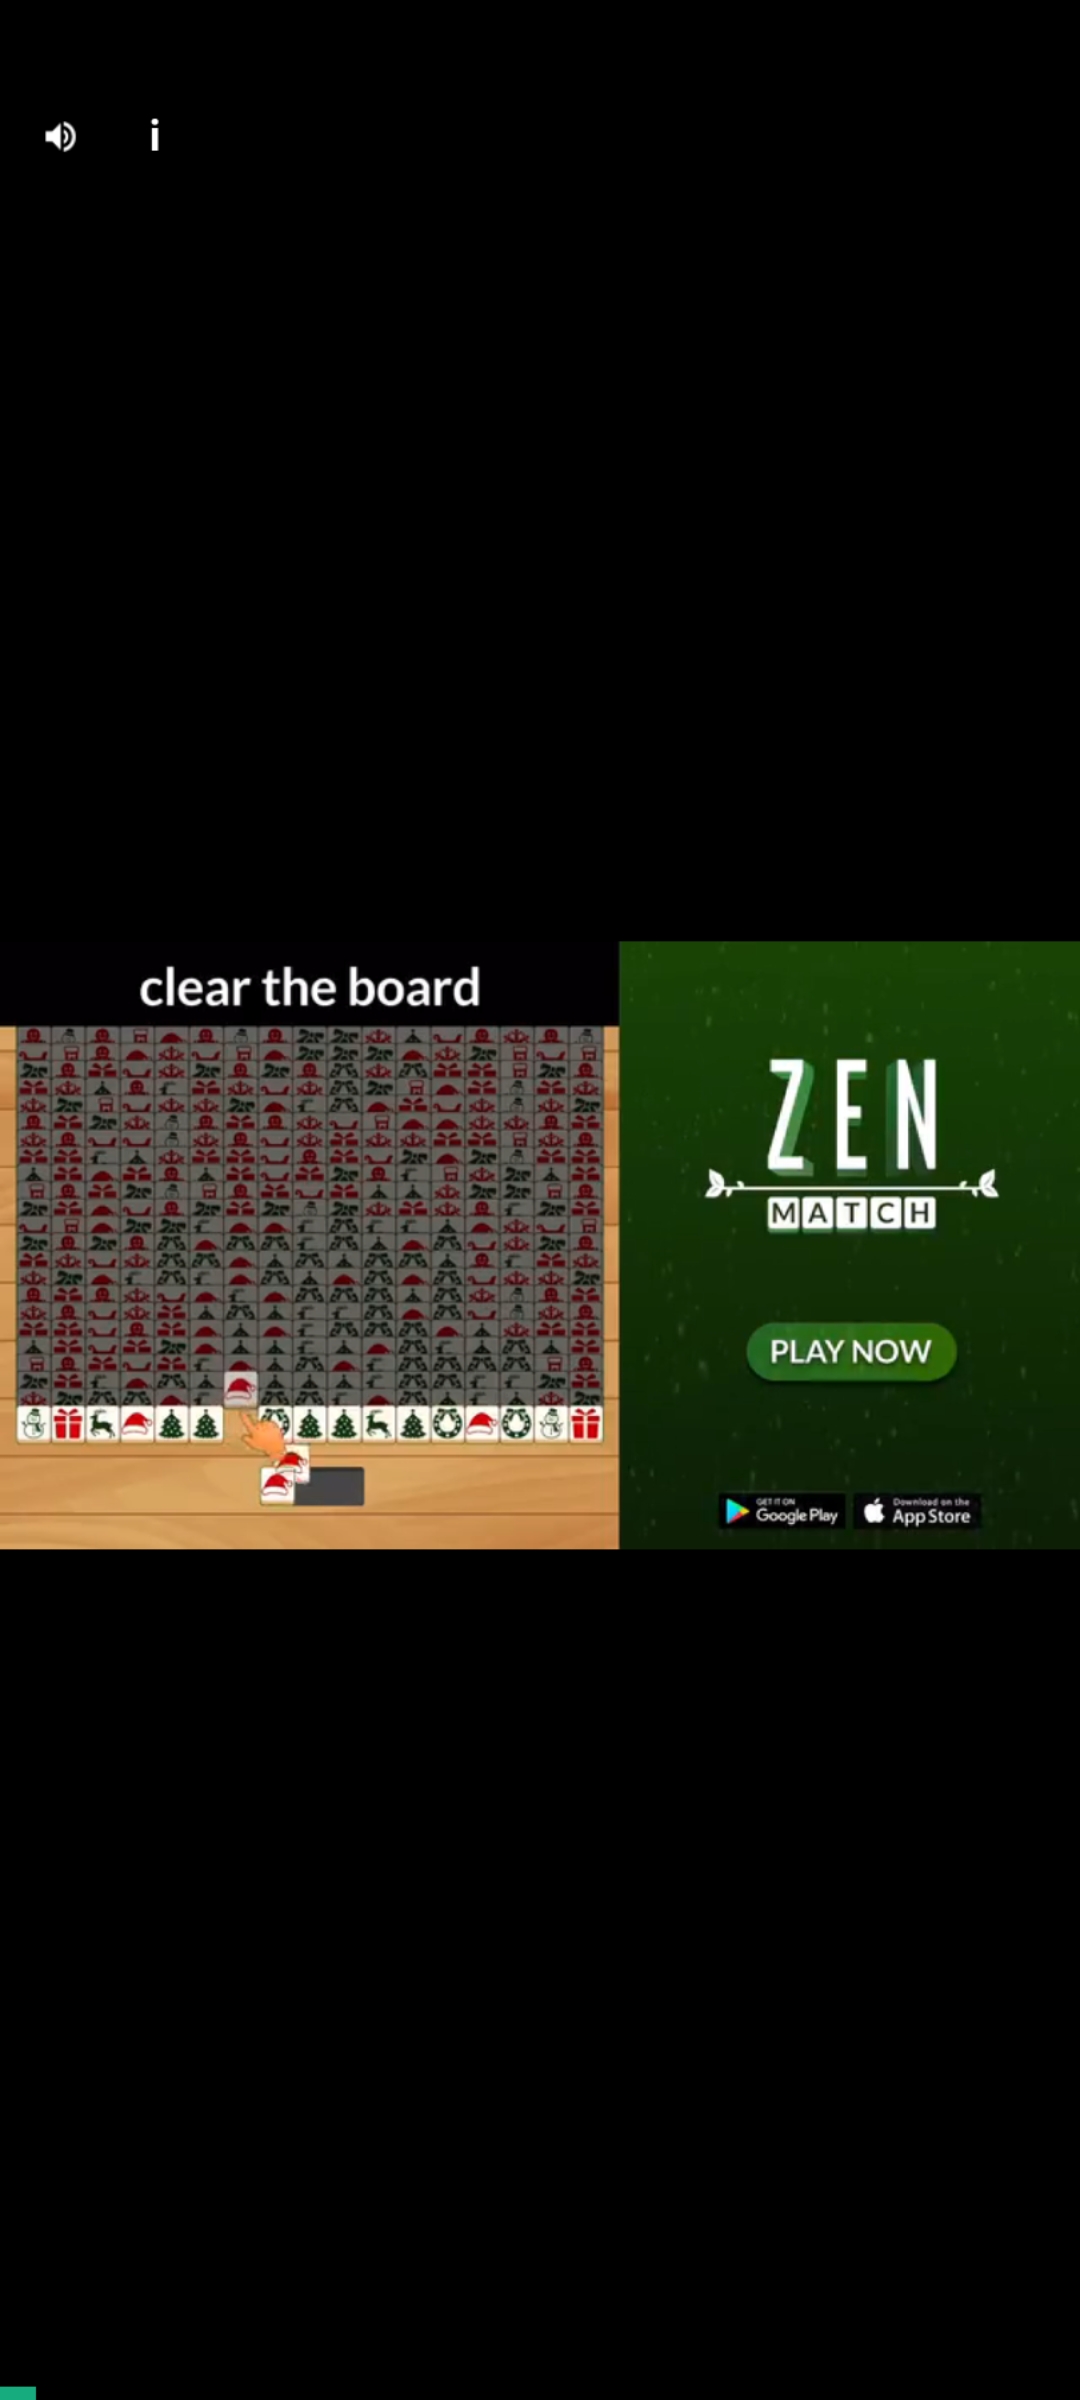 i
clear the board
ZEN
MATCH
PLAY NOW
GET IT ON
Google Play
Download on the
App Store